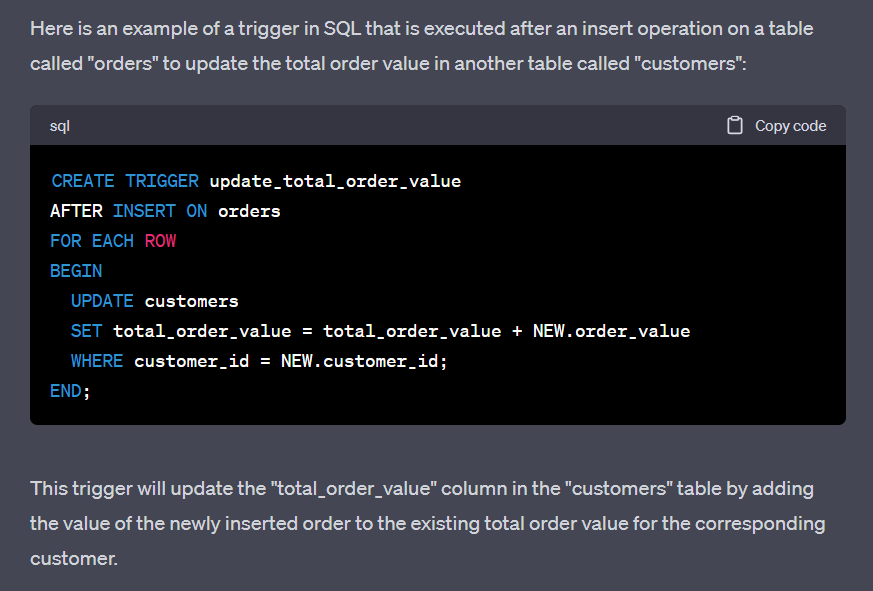 Here is an example of a trigger in SQL that is executed after an insert operation on a table
called "orders" to update the total order value in another table called "customers":
sql
Copy code
CREATE TRIGGER update_total_order_value
AFTER INSERT ON orders
FOR EACH ROW
BEGIN
  UPDATE customers
  SET total_order_value = total_order_value + NEW.order_value
  WHERE customer_id = NEW.customer_id;
END;
This trigger will update the "total_order_value" column in the "customers" table by adding
the value of the newly inserted order to the existing total order value for the corresponding
customer.